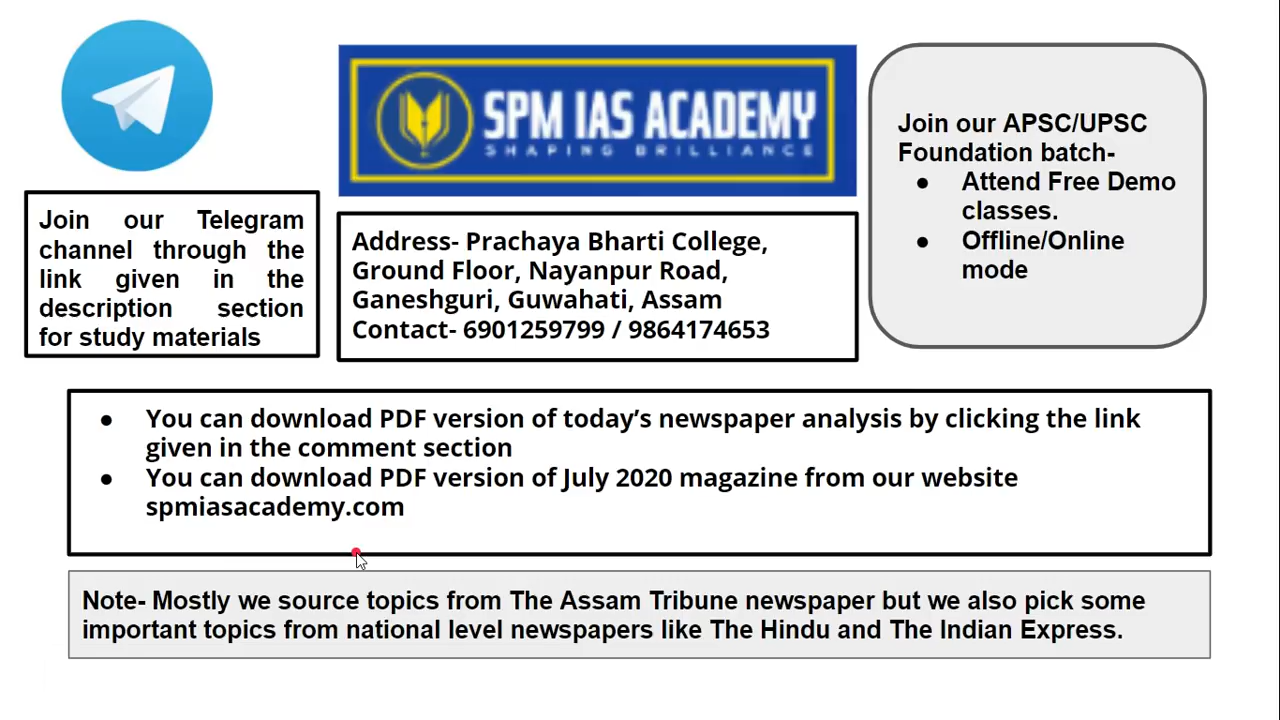 SPM IAS ACADEMY
SHAPING BRILLIANCE
Join our Telegram
channel through the
link given in the
description section
for study materials
Address- Prachaya Bharti College,
Ground Floor, Nayanpur Road,
Ganeshguri, Guwahati, Assam
Contact- 6901259799 / 9864174653
Join our APSC/UPSC
Foundation batch-
● Attend Free Demo
classes.
● Offline/Online
mode
● You can download PDF version of today’s newspaper analysis by clicking the link
given in the comment section
● You can download PDF version of July 2020 magazine from our website
spmiasacademy.com
Note- Mostly we source topics from The Assam Tribune newspaper but we also pick some
important topics from national level newspapers like The Hindu and The Indian Express.